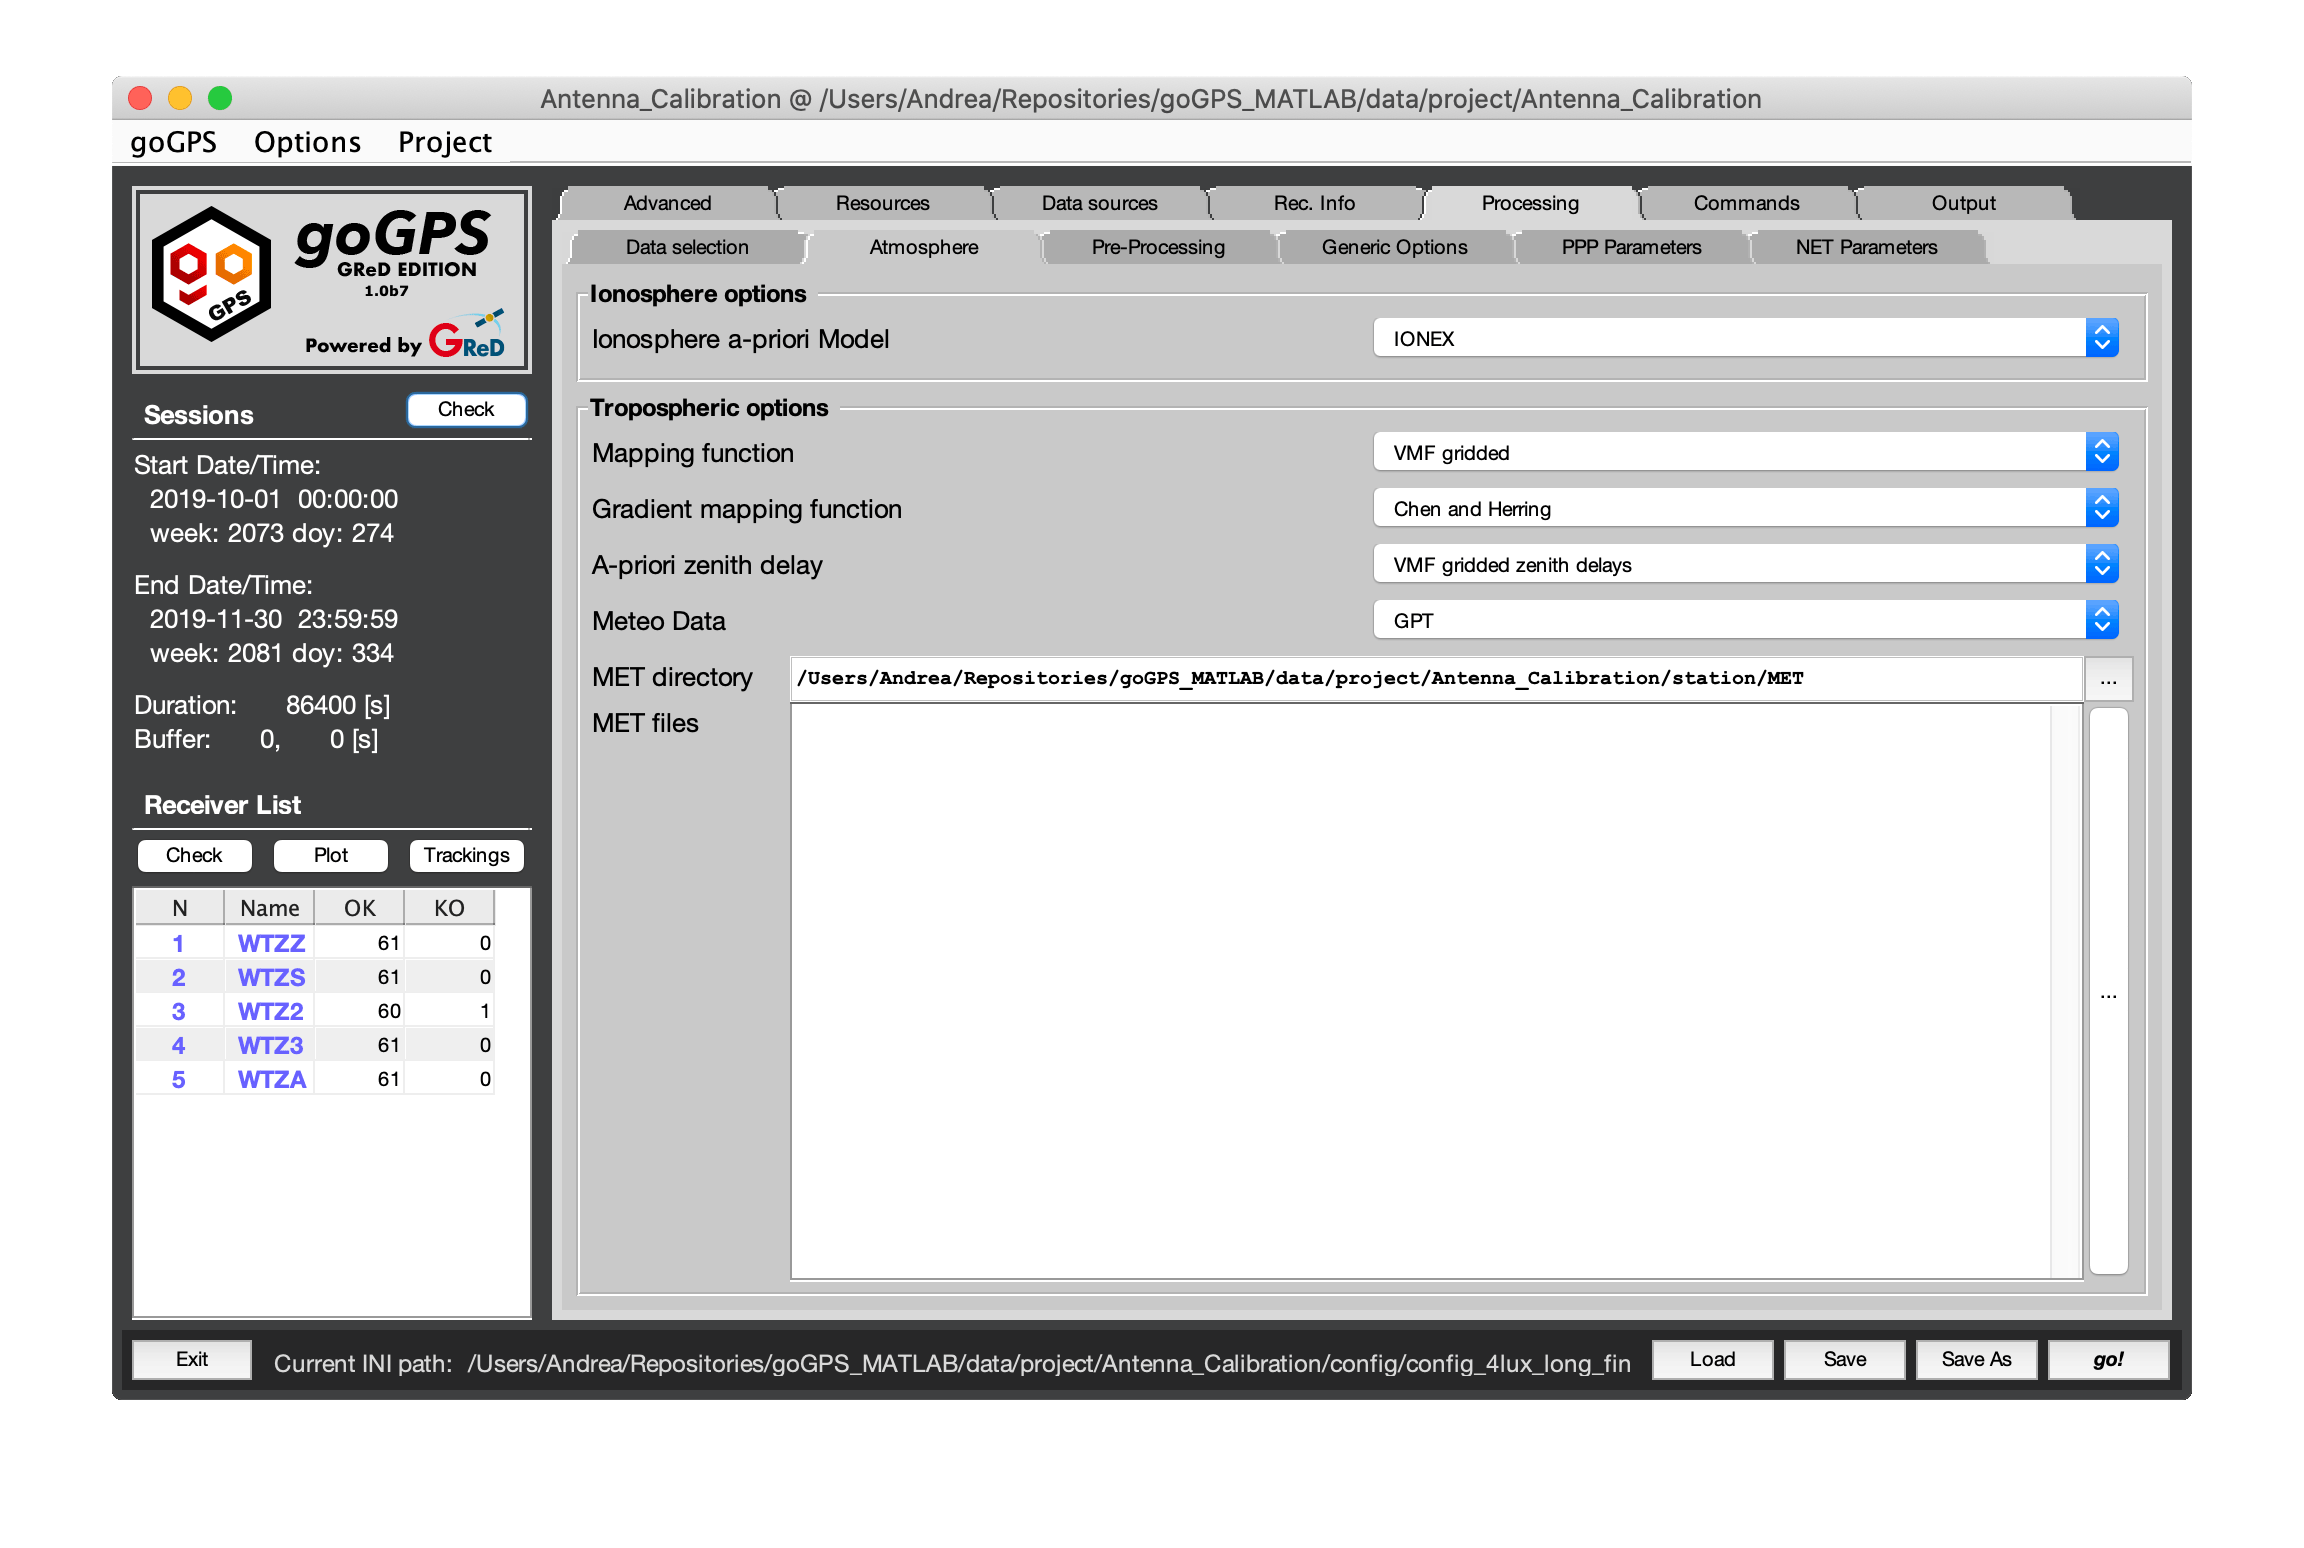 Antenna_Calibration @ /Users/Andrea/Repositories/goGPS_MATLAB/data/project/Antenna_Calibration
goGPS Options Project
go GPS
goGPS
GReD EDITION
1.0b7
Powered by GReD
Sessions Check
Start Date/Time:
2019-10-01 00:00:00
week: 2073 doy: 274
End Date/Time:
2019-11-30 23:59:59
week: 2081 doy: 334
Duration: 86400 [s]
Buffer: 0, 0 [s]
Receiver List
Check Plot Trackings
N Name OK KO
1 WTZZ 61 0
2 WTZS 61 0
3 WTZ2 60 1
4 WTZ3 61 0
5 WTZA 61 0
Advanced Resources Data sources Rec. Info Processing Commands Output
Data selection Atmosphere Pre-Processing Generic Options PPP Parameters NET Parameters
Ionosphere options
Ionosphere a-priori Model IONEX
Tropospheric options
Mapping function VMF gridded
Gradient mapping function Chen and Herring
A-priori zenith delay VMF gridded zenith delays
Meteo Data GPT
MET directory /Users/Andrea/Repositories/goGPS_MATLAB/data/project/Antenna_Calibration/station/MET ...
MET files ...
Exit Current INI path: /Users/Andrea/Repositories/goGPS_MATLAB/data/project/Antenna_Calibration/config/config_4lux_long_fin Load Save Save As go!